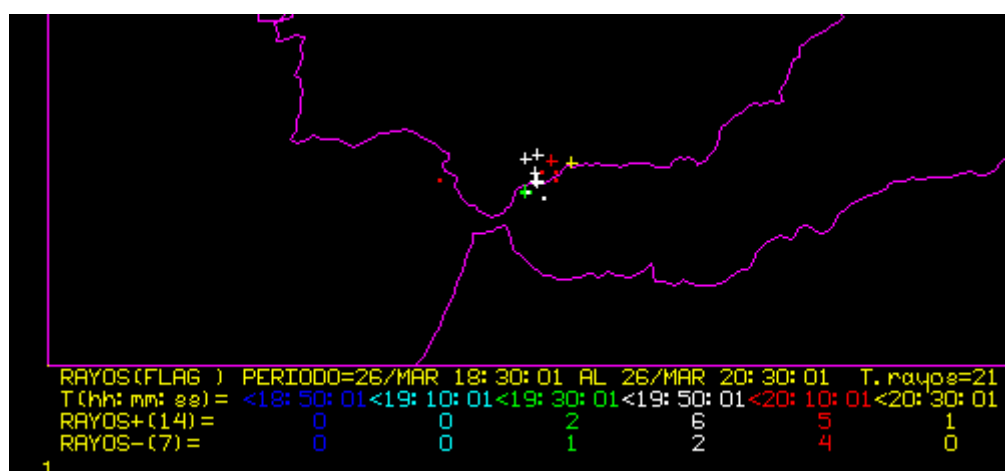 RAYOS(FLAG ) PERIODO=26/MAR 18:30:01 AL 26/MAR 20:30:01 T.rayos=21
T(hh:mm:ss)= <18:50:01<19:10:01<19:30:01<19:50:01<20:10:01<20:30:01
RAYOS+(14)= 0 0 2 6 5 1
RAYOS-(7)= 0 0 1 2 4 0
1